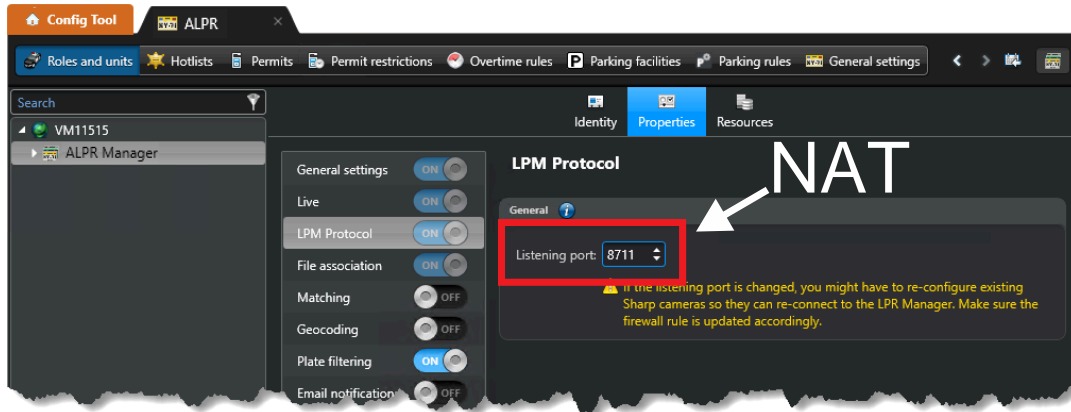 Config Tool
ALPR
Roles and units Hotlists Permits Permit restrictions Overtime rules Parking facilities Parking rules General settings
Search
Identity Properties Resources
VM11515
ALPR Manager
General settings ON
Live ON
LPM Protocol ON
File association ON
Matching OFF
Geocoding OFF
Plate filtering ON
Email notification OFF
LPM Protocol
NAT
General
Listening port: 8711
If the listening port is changed, you might have to re-configure existing
Sharp cameras so they can re-connect to the LPR Manager. Make sure the
firewall rule is updated accordingly.